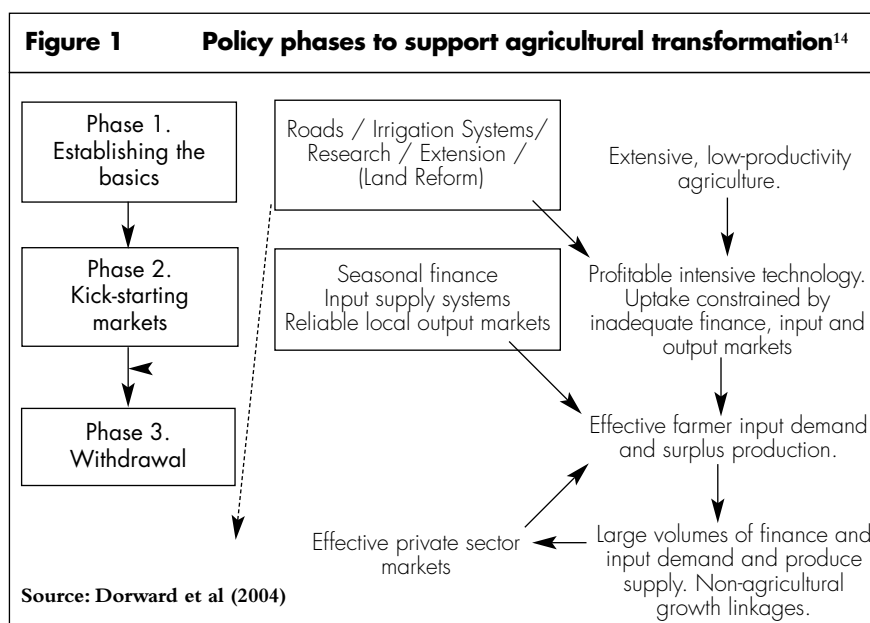 Figure 1 Policy phases to support agricultural transformation14
Phase 1.
Establishing the
basics
Roads / Irrigation Systems/
Research / Extension /
(Land Reform)
Extensive, low-productivity
agriculture.
Phase 2.
Kick-starting
markets
Seasonal finance
Input supply systems
Reliable local output markets
Profitable intensive technology.
Uptake constrained by
inadequate finance, input and
output markets
Phase 3.
Withdrawal
Effective farmer input demand
and surplus production.
Effective private sector
markets
Large volumes of finance and
input demand and produce
supply. Non-agricultural
growth linkages.
Source: Dorward et al (2004)